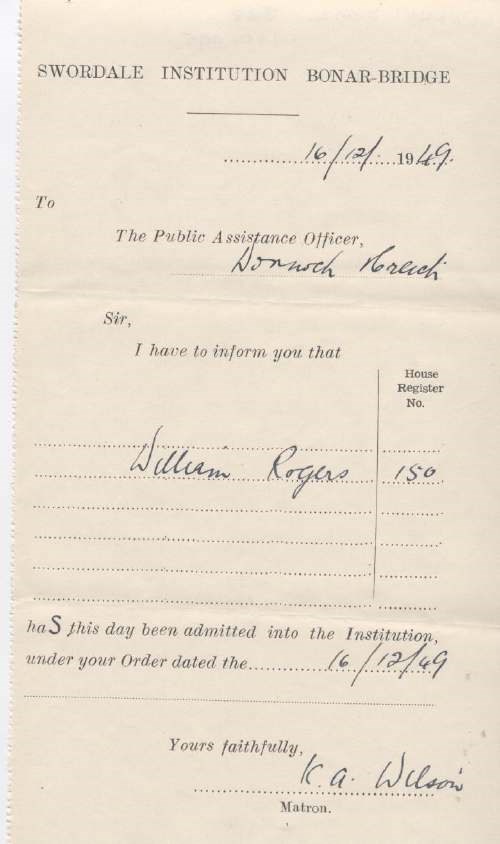 SWORDALE INSTITUTION BONAR-BRIDGE
16/12/ 1949.
To
The Public Assistance Officer,
Dornoch & Creich
Sir,
I have to inform you that
House
Register
No.
William Rogers 150
haS this day been admitted into the Institution,
under your Order dated the 16/12/49
Yours faithfully,
K. A. Wilson
Matron.